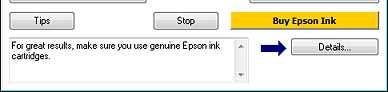 Tips
Stop
Buy Epson Ink
For great results, make sure you use genuine Epson ink
cartridges.
Details...